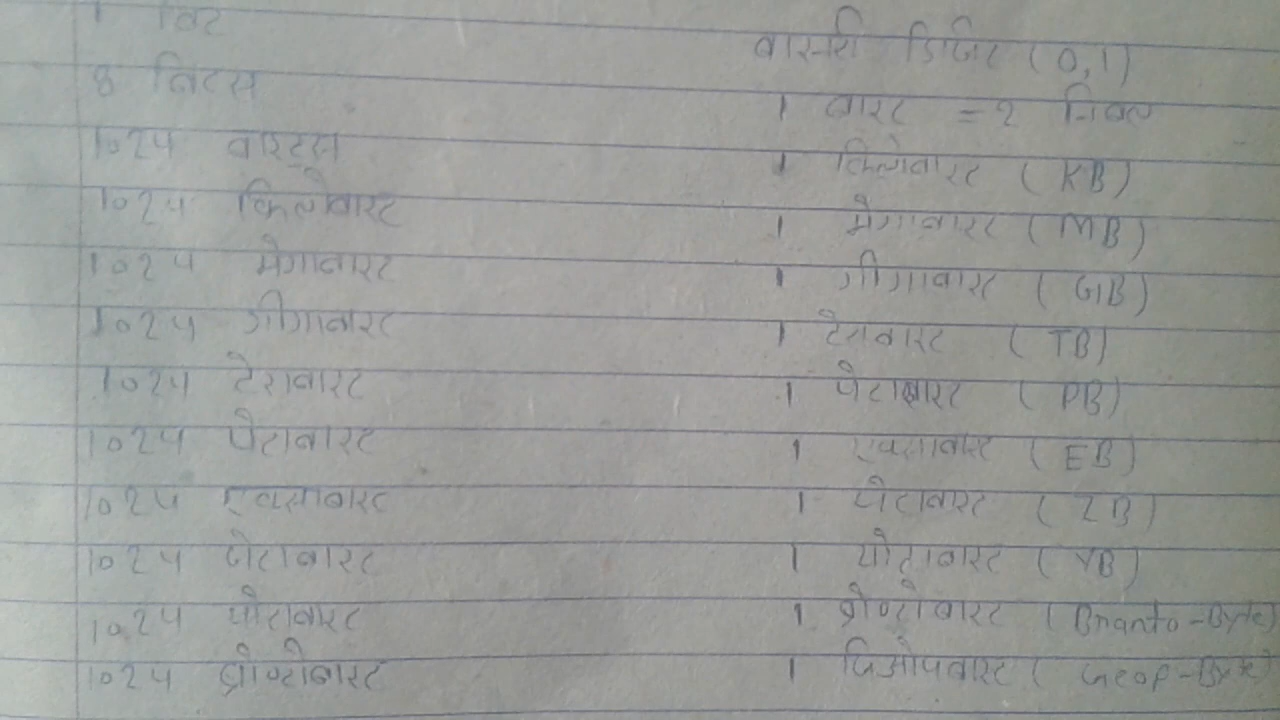 1 बिट बाइनरी डिजिट (0,1)
8 बिटस 1 बाइट = 2 निबल
1024 बाइट्स 1 किलोबाइट (KB)
1024 किलोबाइट 1 मेगाबाइट (MB)
1024 मेगाबाइट 1 गीगाबाइट (GB)
1024 गीगाबाइट 1 टेराबाइट (TB)
1024 टेराबाइट 1 पेटाबाइट (PB)
1024 पेटाबाइट 1 एक्साबाइट (EB)
1024 एक्साबाइट 1 जेटाबाइट (ZB)
1024 जेटाबाइट 1 योटाबाइट (YB)
1024 योटाबाइट 1 ब्रोण्टोबाइट (Bronto-Byte)
1024 ब्रोण्टोबाइट 1 जिओपबाइट (Geop-Byte)